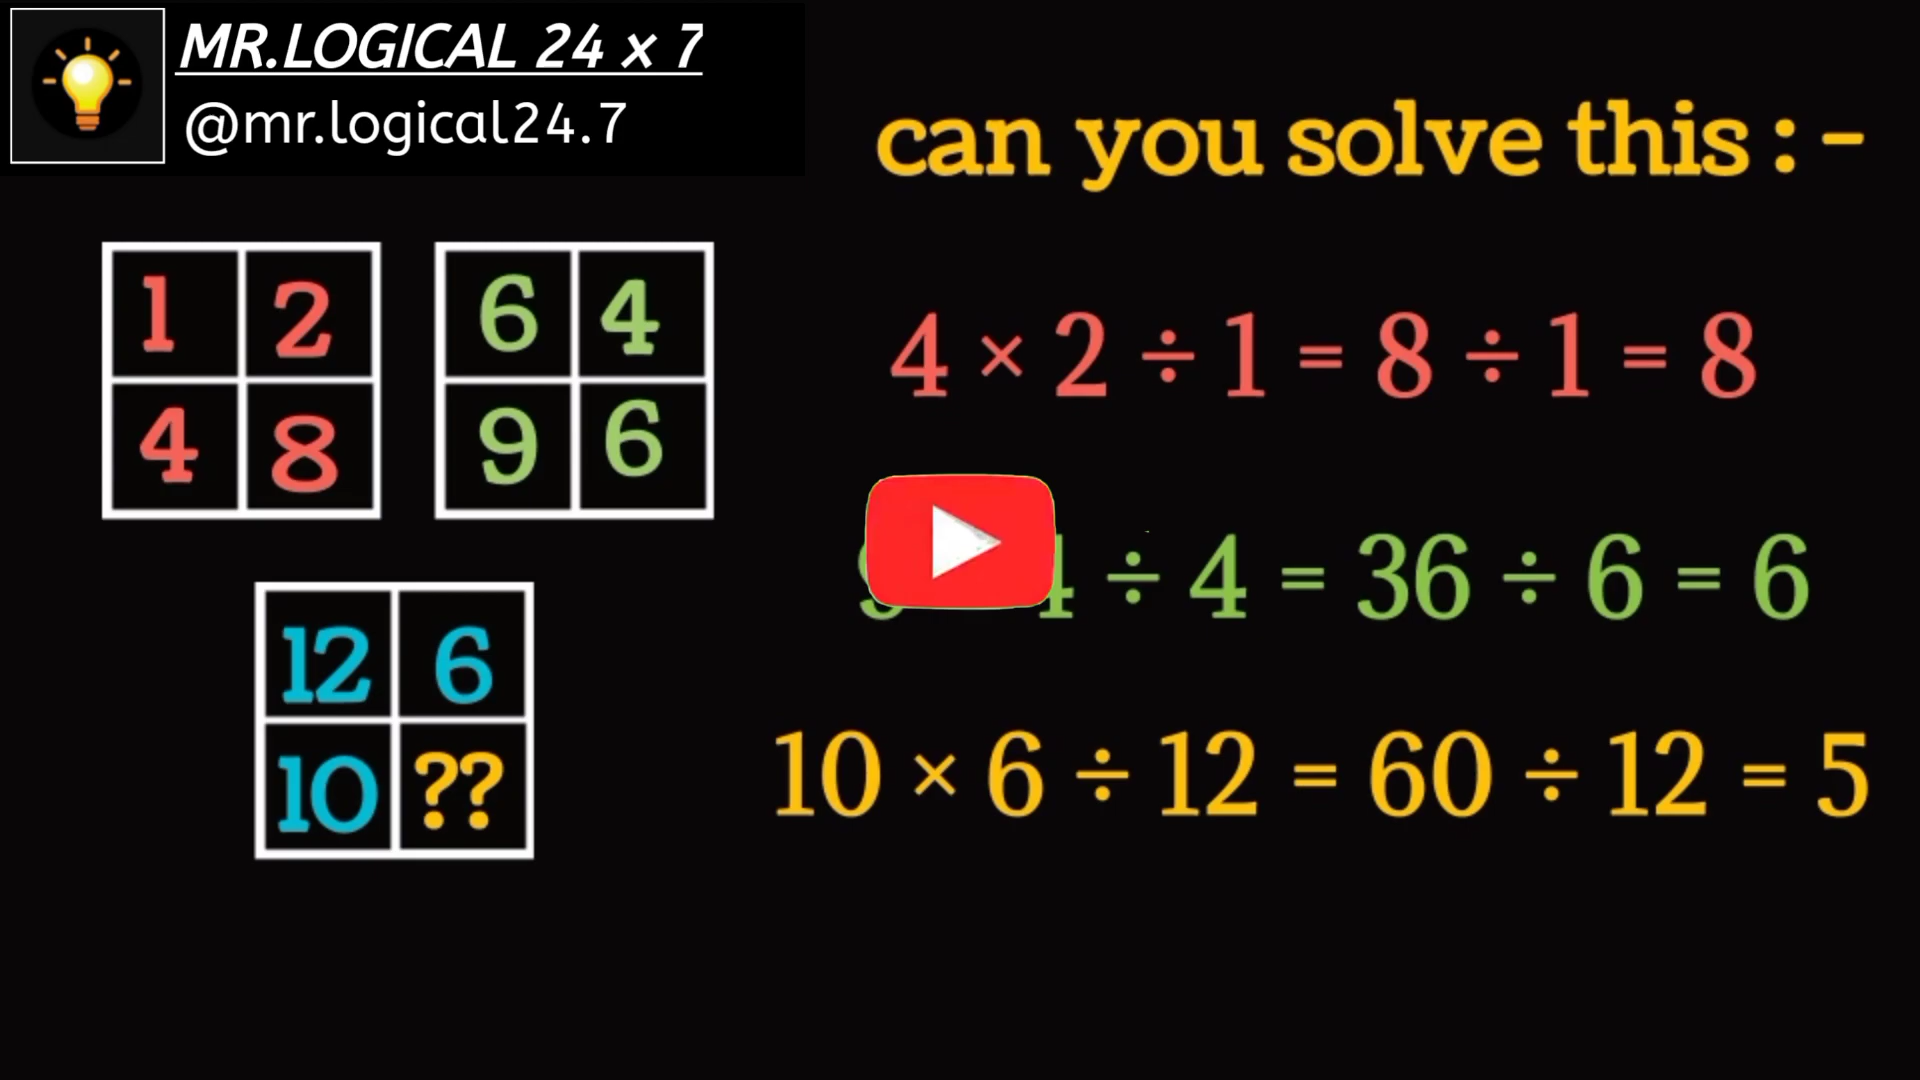 MR.LOGICAL 24 x 7
@mr.logical24.7
can you solve this : -
1 2
4 8
6 4
9 6
12 6
10 ??
4 × 2 ÷ 1 = 8 ÷ 1 = 8
÷ 4 = 36 ÷ 6 = 6
10 × 6 ÷ 12 = 60 ÷ 12 = 5